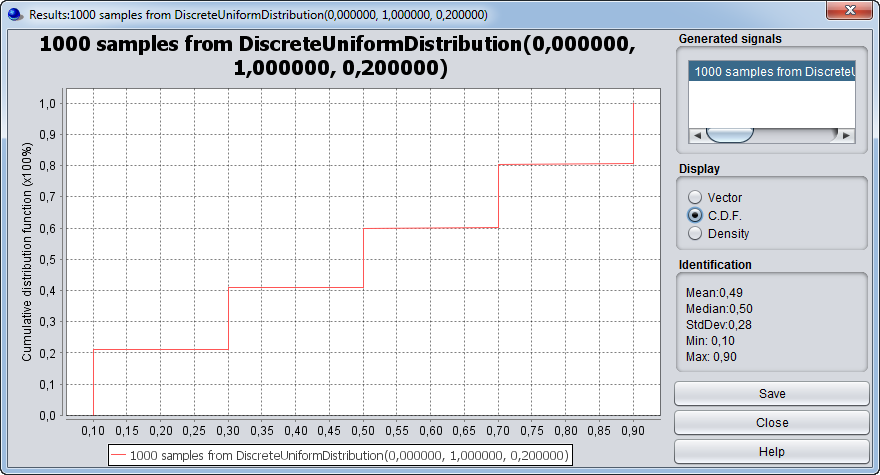 Results:1000 samples from DiscreteUniformDistribution(0,000000, 1,000000, 0,200000)
1000 samples from DiscreteUniformDistribution(0,000000,
1,000000, 0,200000)
Cumulative distribution function (x100%)
1,0
0,9
0,8
0,7
0,6
0,5
0,4
0,3
0,2
0,1
0,0
0,10 0,15 0,20 0,25 0,30 0,35 0,40 0,45 0,50 0,55 0,60 0,65 0,70 0,75 0,80 0,85 0,90
1000 samples from DiscreteUniformDistribution(0,000000, 1,000000, 0,200000)
Generated signals
1000 samples from DiscreteU
Display
Vector
C.D.F.
Density
Identification
Mean:0,49
Median:0,50
StdDev:0,28
Min: 0,10
Max: 0,90
Save
Close
Help